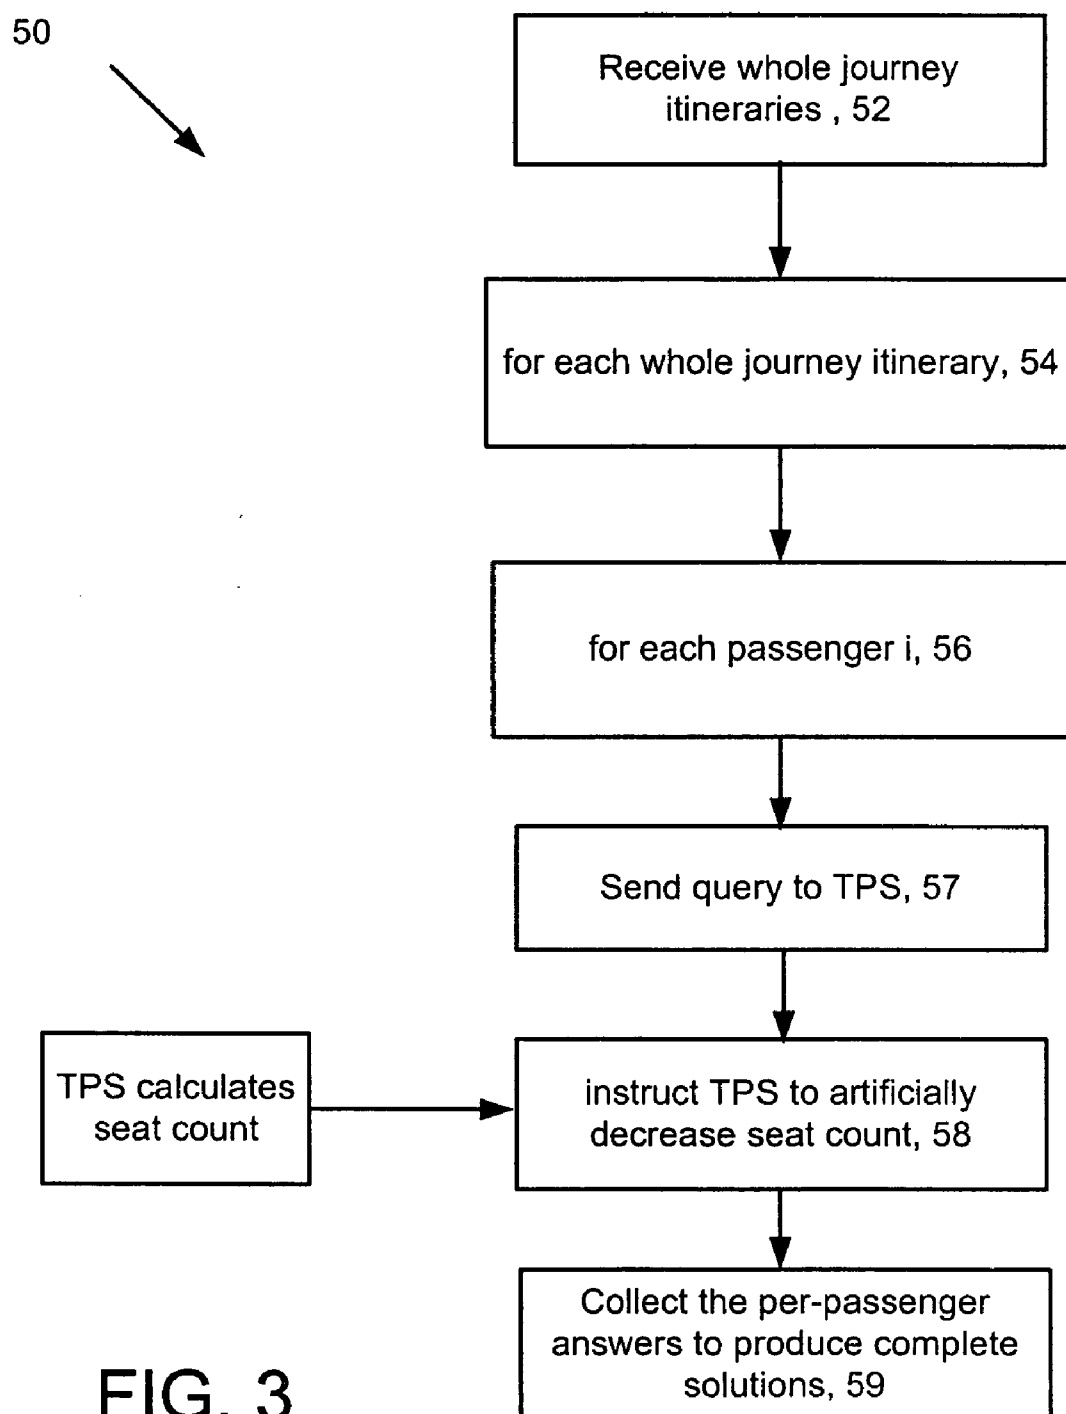 50
Receive whole journey
itineraries , 52
for each whole journey itinerary, 54
for each passenger i, 56
Send query to TPS, 57
TPS calculates
seat count
instruct TPS to artificially
decrease seat count, 58
Collect the per-passenger
answers to produce complete
solutions, 59
FIG. 3